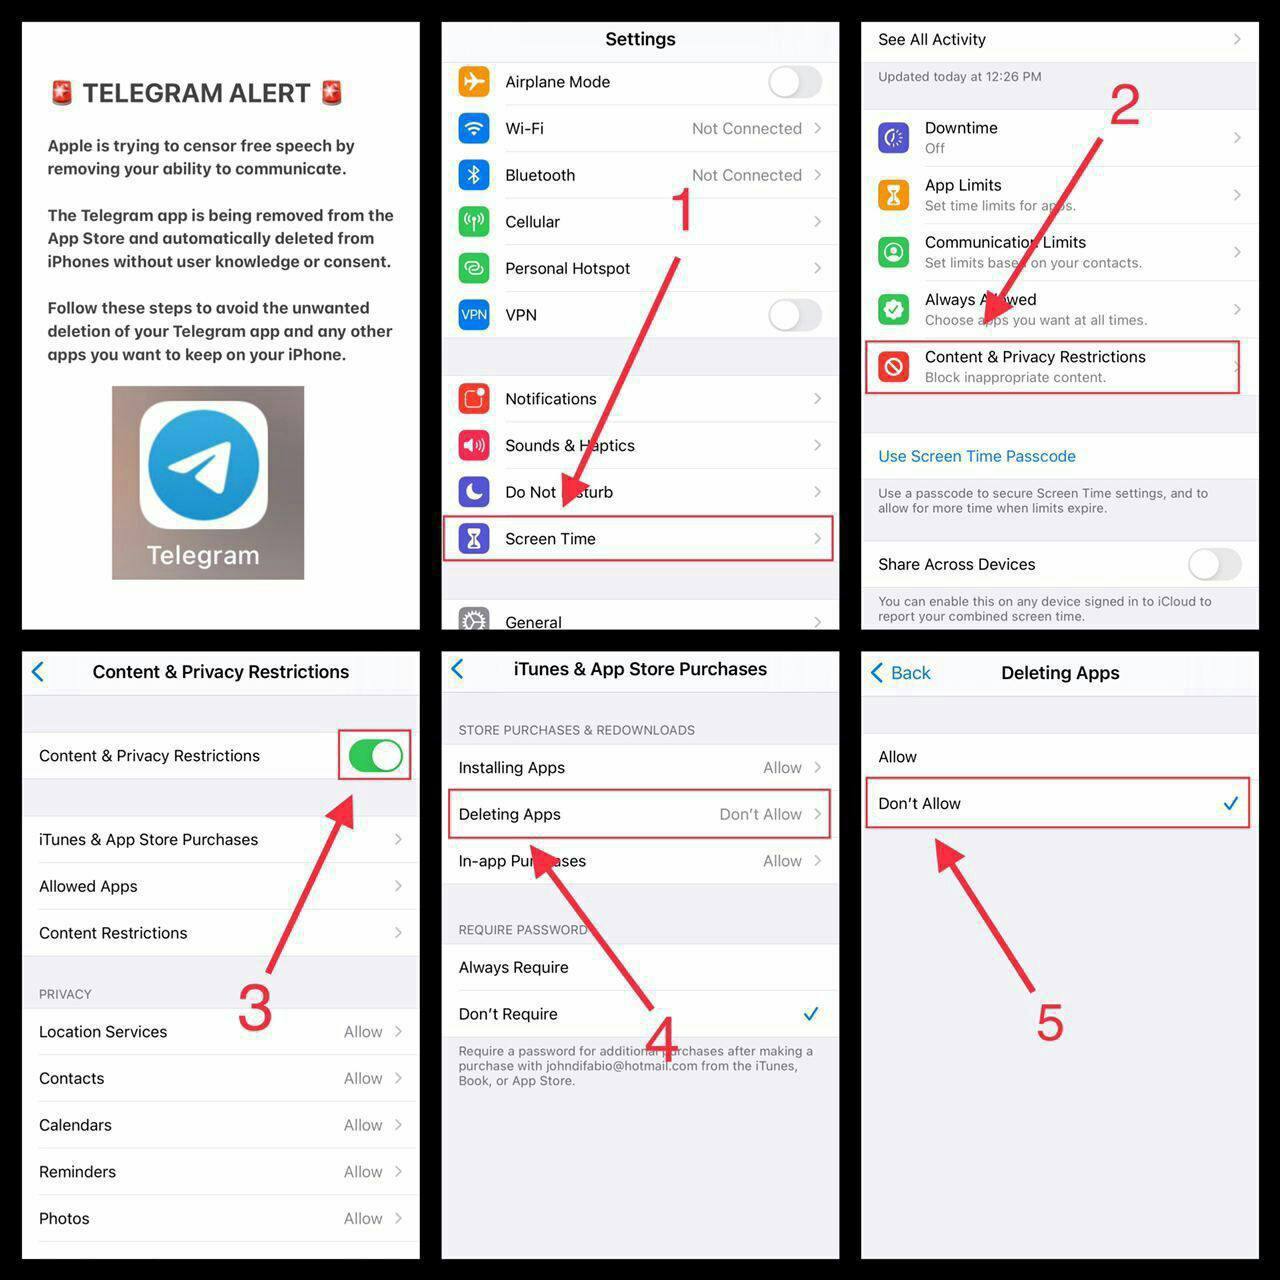 🚨 TELEGRAM ALERT 🚨
Apple is trying to censor free speech by
removing your ability to communicate.
The Telegram app is being removed from the
App Store and automatically deleted from
iPhones without user knowledge or consent.
Follow these steps to avoid the unwanted
deletion of your Telegram app and any other
apps you want to keep on your iPhone.
Telegram
Settings
Airplane Mode
Wi-Fi Not Connected
Bluetooth Not Connected
1
Cellular
Personal Hotspot
VPN VPN
Notifications
Sounds & Haptics
Do Not Disturb
Screen Time
General
See All Activity
Updated today at 12:26 PM
2
Downtime
Off
App Limits
Set time limits for apps.
Communication Limits
Set limits based on your contacts.
Always Allowed
Choose apps you want at all times.
Content & Privacy Restrictions
Block inappropriate content.
Use Screen Time Passcode
Use a passcode to secure Screen Time settings, and to
allow for more time when limits expire.
Share Across Devices
You can enable this on any device signed in to iCloud to
report your combined screen time.
Content & Privacy Restrictions
Content & Privacy Restrictions
iTunes & App Store Purchases
Allowed Apps
Content Restrictions
3
PRIVACY
Location Services Allow
Contacts Allow
Calendars Allow
Reminders Allow
Photos Allow
iTunes & App Store Purchases
STORE PURCHASES & REDOWNLOADS
Installing Apps Allow
Deleting Apps Don't Allow
In-app Purchases Allow
REQUIRE PASSWORD
Always Require
Don't Require
4
Require a password for additional purchases after making a
purchase with johndifabio@hotmail.com from the iTunes,
Book, or App Store.
Back Deleting Apps
Allow
Don't Allow
5